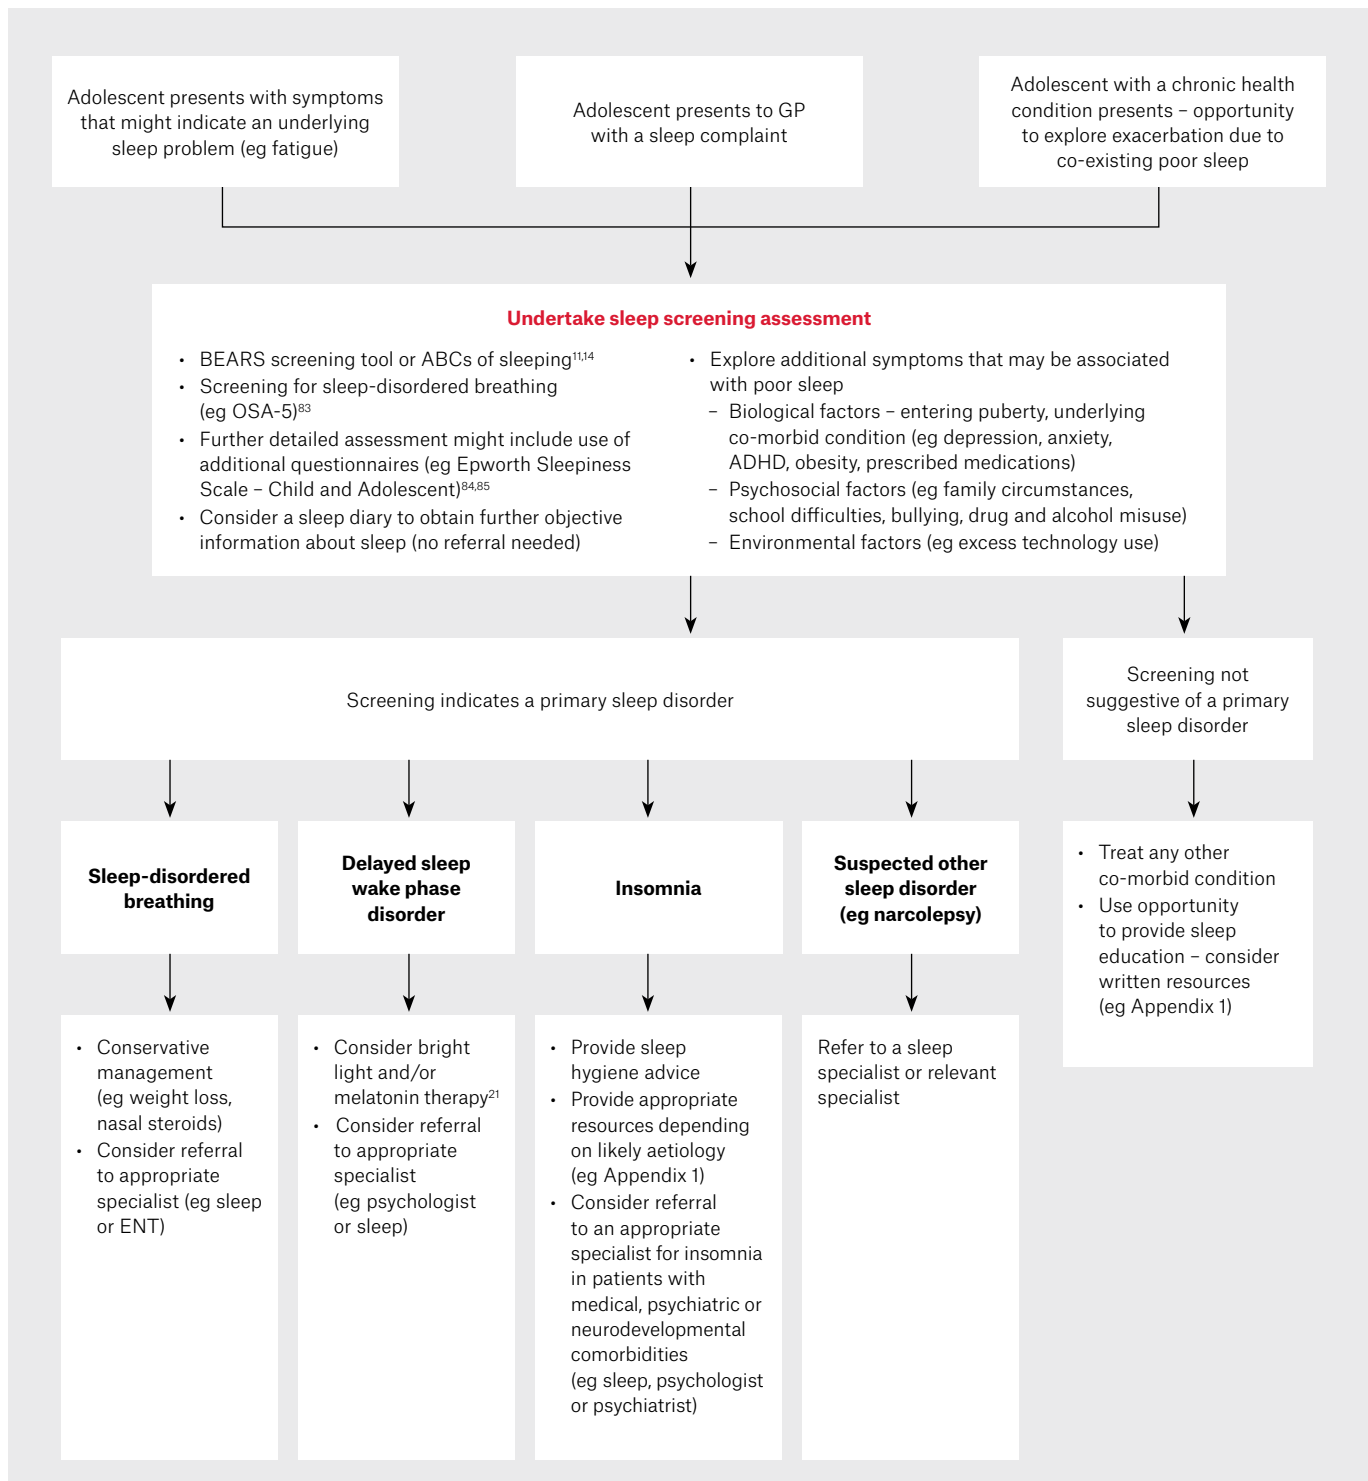 Adolescent presents with symptoms
that might indicate an underlying
sleep problem (eg fatigue)
Adolescent presents to GP
with a sleep complaint
Adolescent with a chronic health
condition presents – opportunity
to explore exacerbation due to
co-existing poor sleep
Undertake sleep screening assessment
• BEARS screening tool or ABCs of sleeping11,14
• Screening for sleep-disordered breathing
(eg OSA-5)83
• Further detailed assessment might include use of
additional questionnaires (eg Epworth Sleepiness
Scale – Child and Adolescent)84,85
• Consider a sleep diary to obtain further objective
information about sleep (no referral needed)
• Explore additional symptoms that may be associated
with poor sleep
– Biological factors – entering puberty, underlying
co-morbid condition (eg depression, anxiety,
ADHD, obesity, prescribed medications)
– Psychosocial factors (eg family circumstances,
school difficulties, bullying, drug and alcohol misuse)
– Environmental factors (eg excess technology use)
Screening indicates a primary sleep disorder
Screening not
suggestive of a primary
sleep disorder
Sleep-disordered
breathing
Delayed sleep
wake phase
disorder
Insomnia
Suspected other
sleep disorder
(eg narcolepsy)
• Treat any other
co-morbid condition
• Use opportunity
to provide sleep
education – consider
written resources
(eg Appendix 1)
• Conservative
management
(eg weight loss,
nasal steroids)
• Consider referral
to appropriate
specialist (eg sleep
or ENT)
• Consider bright
light and/or
melatonin therapy21
• Consider referral
to appropriate
specialist
(eg psychologist
or sleep)
• Provide sleep
hygiene advice
• Provide appropriate
resources depending
on likely aetiology
(eg Appendix 1)
• Consider referral
to an appropriate
specialist for insomnia
in patients with
medical, psychiatric or
neurodevelopmental
comorbidities
(eg sleep, psychologist
or psychiatrist)
Refer to a sleep
specialist or relevant
specialist